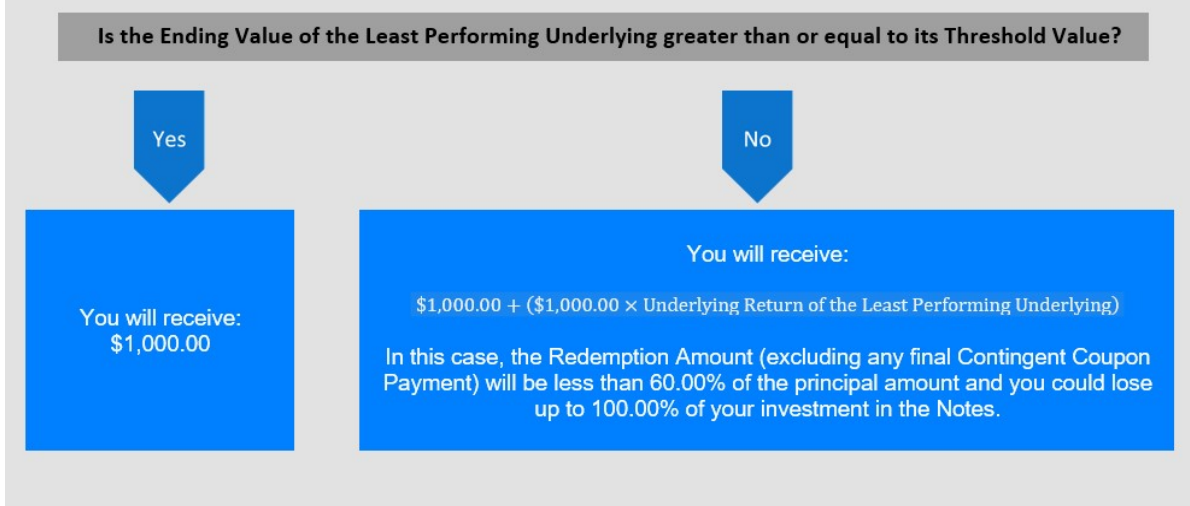 Is the Ending Value of the Least Performing Underlying greater than or equal to its Threshold Value?
Yes
No
You will receive:
$1,000.00
You will receive:
$1,000.00 + ($1,000.00 × Underlying Return of the Least Performing Underlying)
In this case, the Redemption Amount (excluding any final Contingent Coupon
Payment) will be less than 60.00% of the principal amount and you could lose
up to 100.00% of your investment in the Notes.